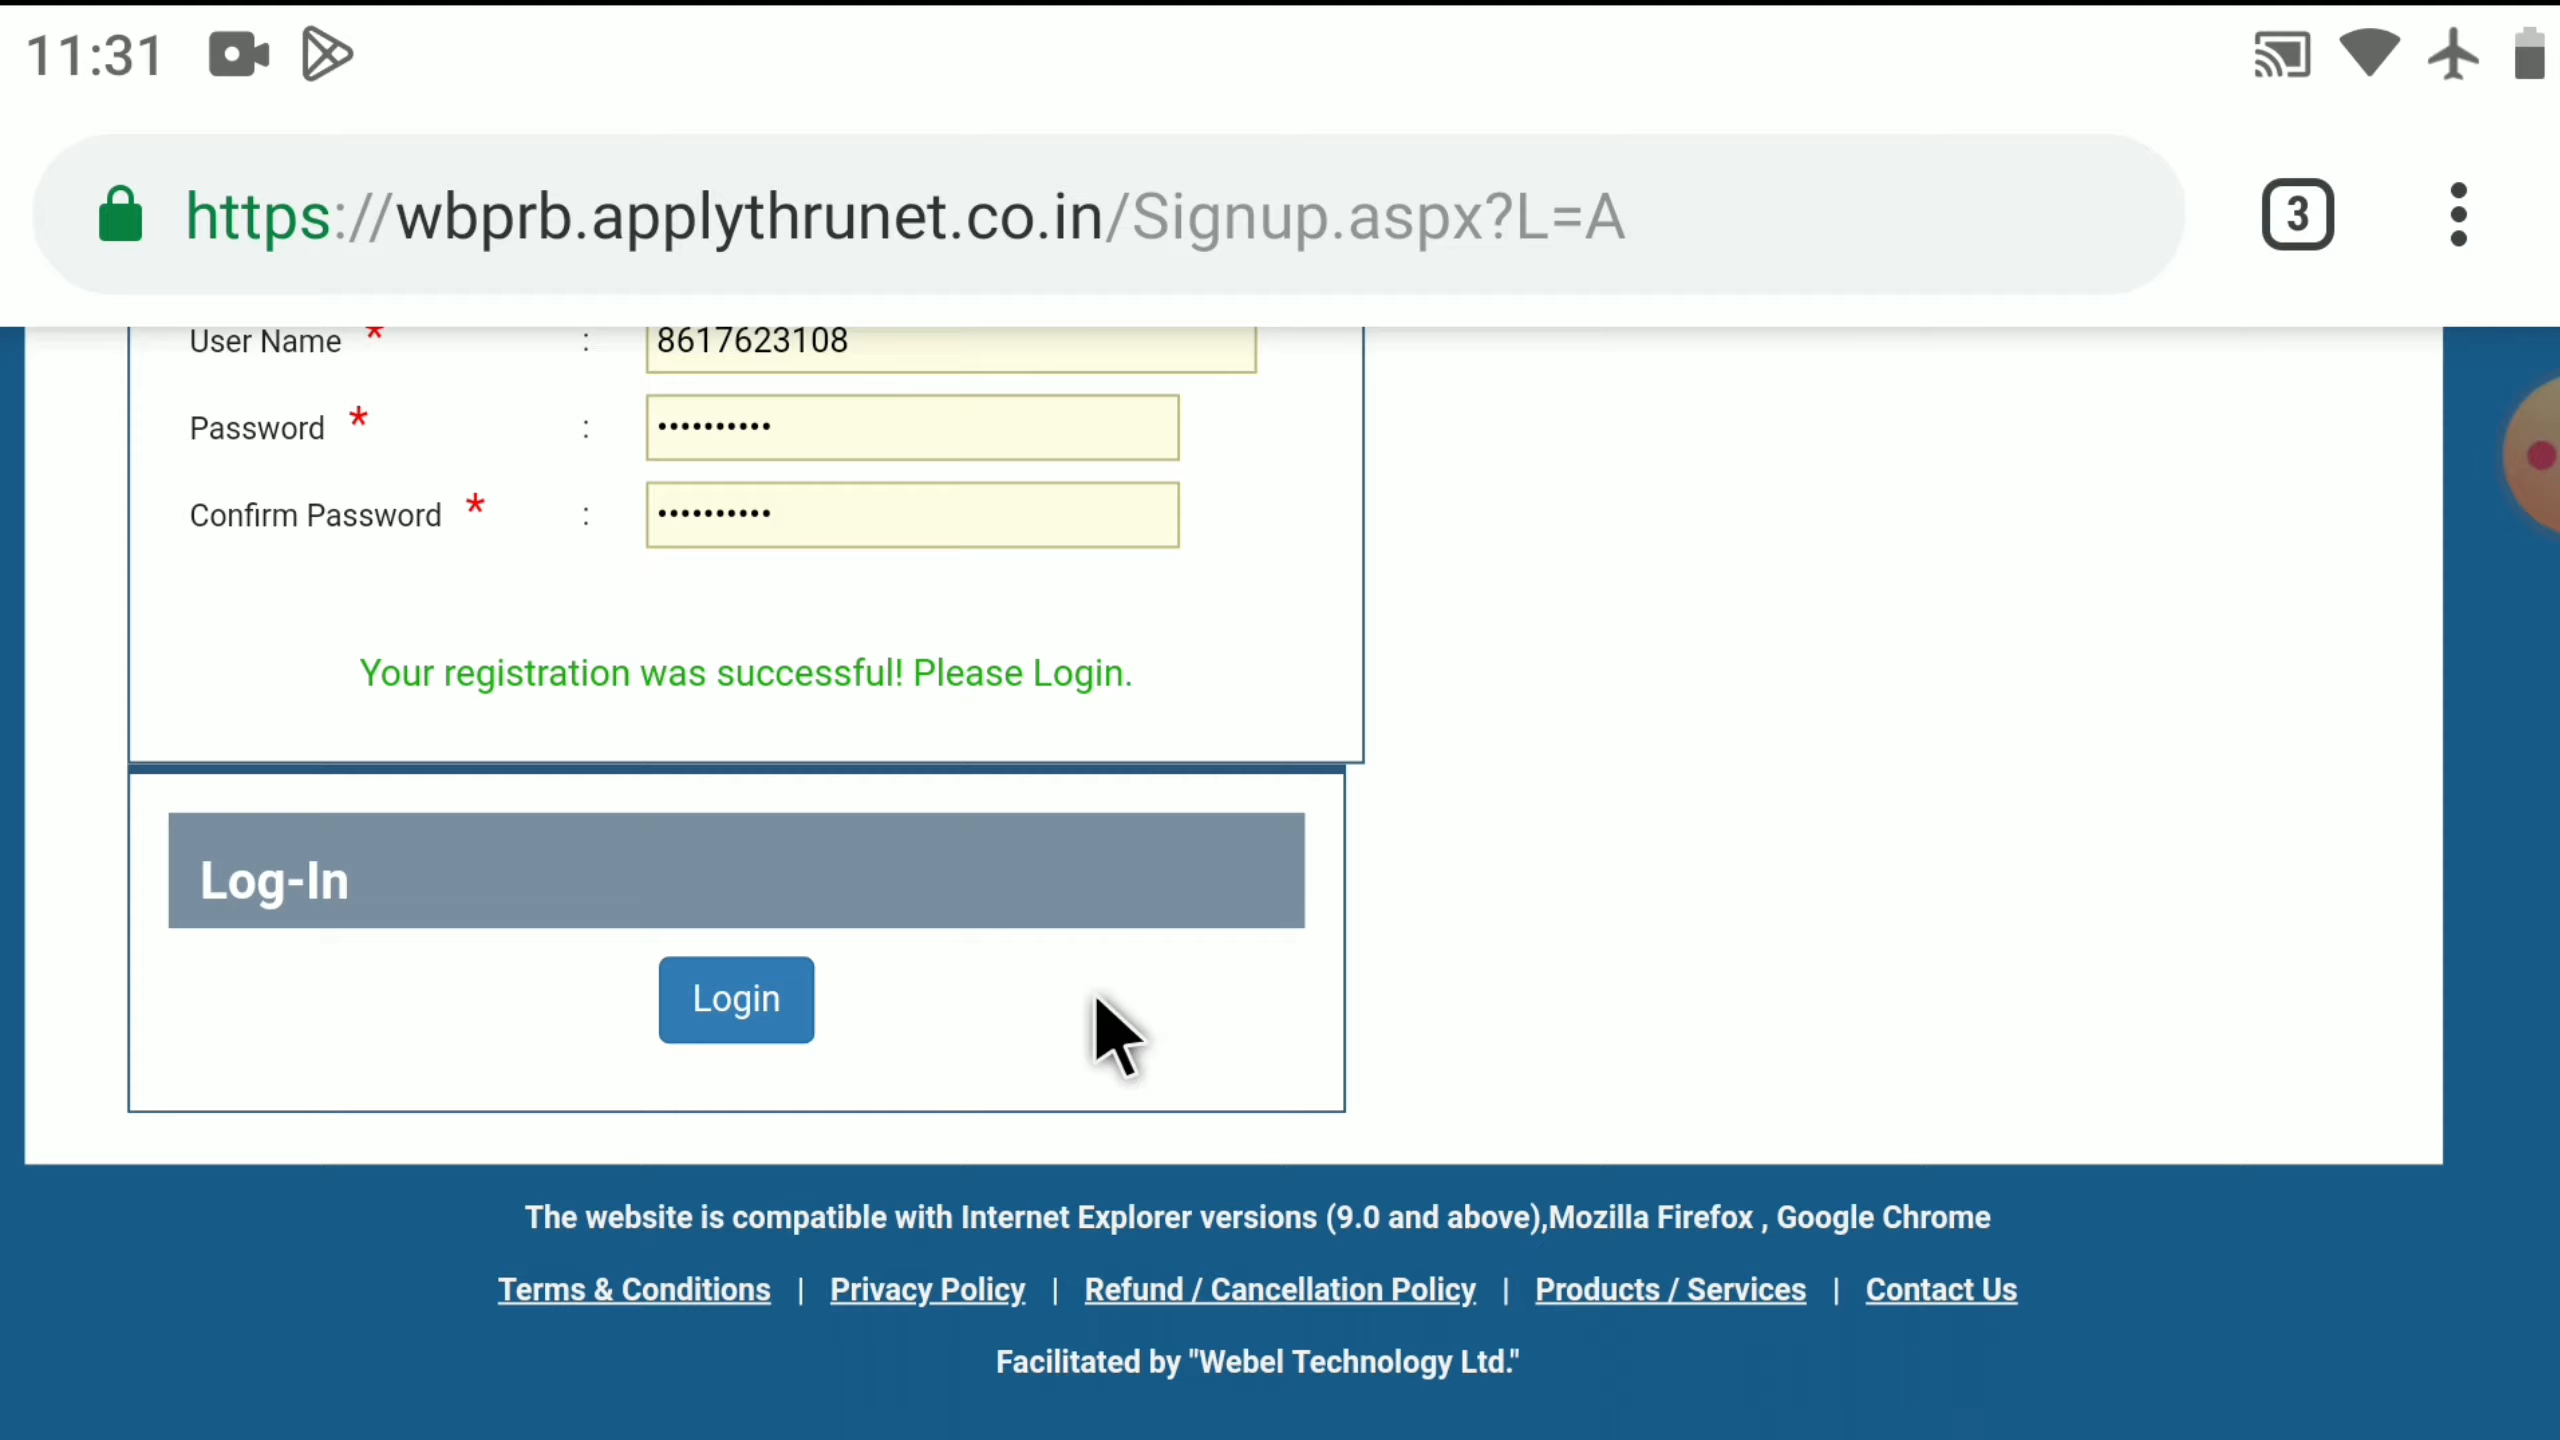 11:31
https://wbprb.applythrunet.co.in/Signup.aspx?L=A
3
User Name * : 8617623108
Password * : ••••••••••
Confirm Password * : ••••••••••
Your registration was successful! Please Login.
Log-In
Login
The website is compatible with Internet Explorer versions (9.0 and above),Mozilla Firefox , Google Chrome
Terms & Conditions | Privacy Policy | Refund / Cancellation Policy | Products / Services | Contact Us
Facilitated by "Webel Technology Ltd."